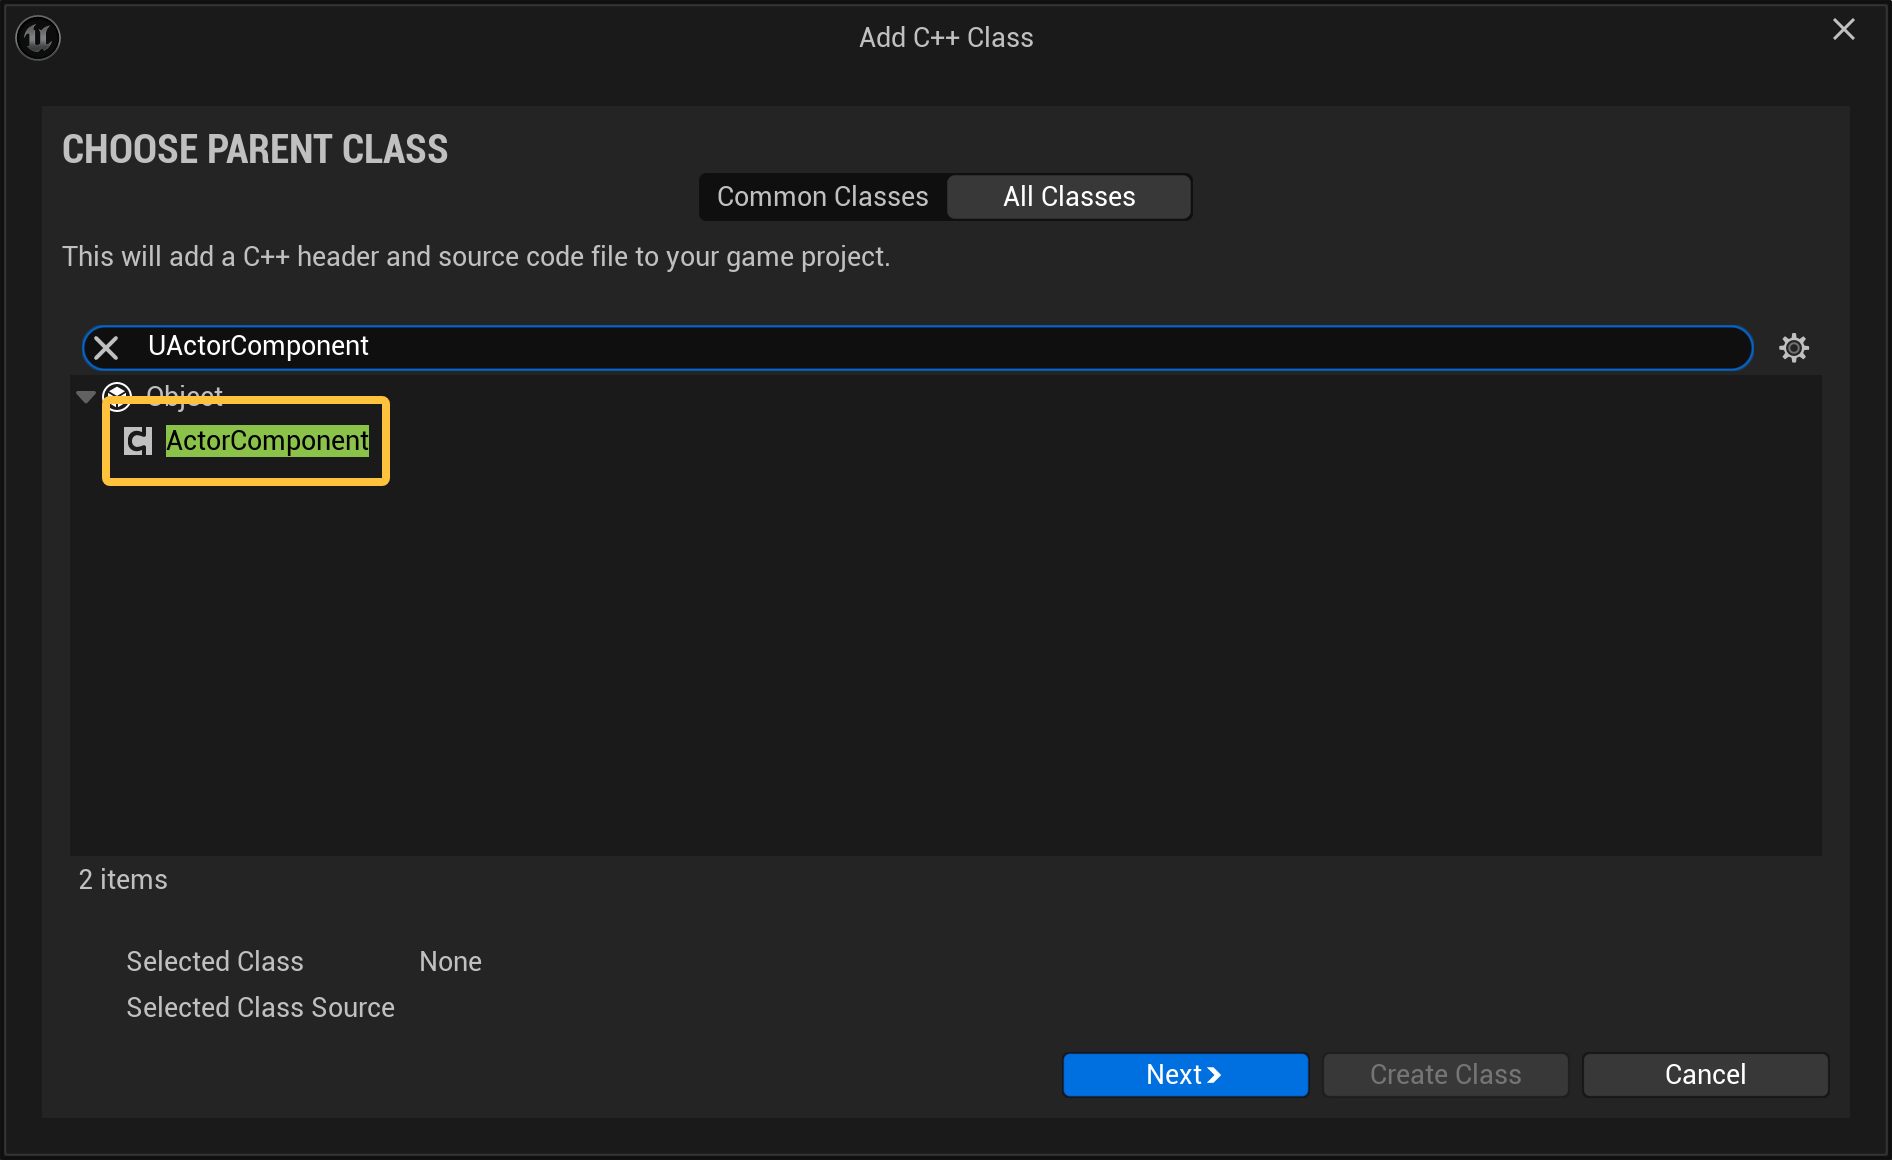 Add C++ Class
CHOOSE PARENT CLASS
Common Classes All Classes
This will add a C++ header and source code file to your game project.
UActorComponent
Object
ActorComponent
2 items
Selected Class None
Selected Class Source
Next Create Class Cancel